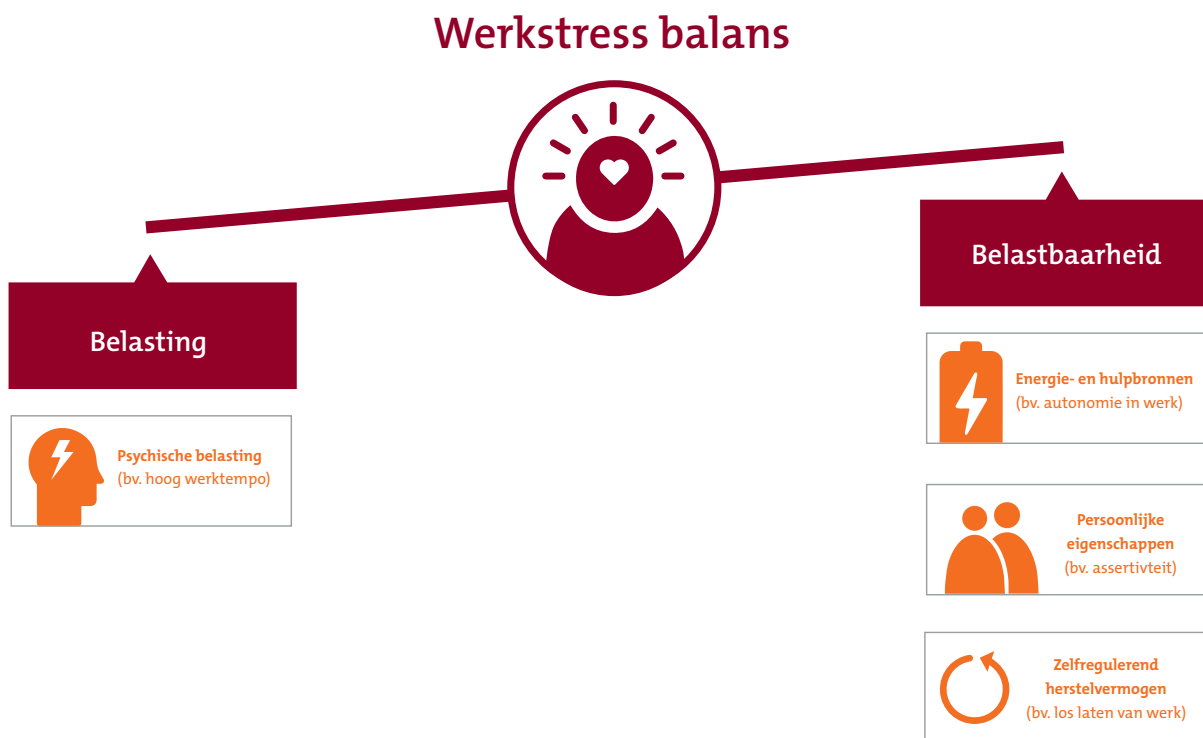 Werkstress balans
Belasting
Psychische belasting
(bv. hoog werktempo)
Belastbaarheid
Energie- en hulpbronnen
(bv. autonomie in werk)
Persoonlijke
eigenschappen
(bv. assertivteit)
Zelfregulerend
herstelvermogen
(bv. los laten van werk)